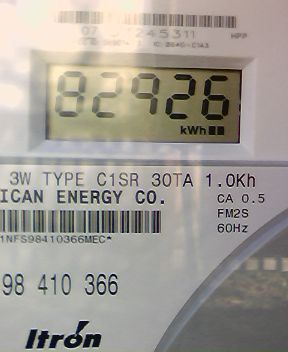 82926
kWh
3W TYPE C1SR 30TA 1.0Kh
ICAN ENERGY CO.
CA 0.5
FM2S
60Hz
1NFS98410366MEC*
98 410 366
Itrón